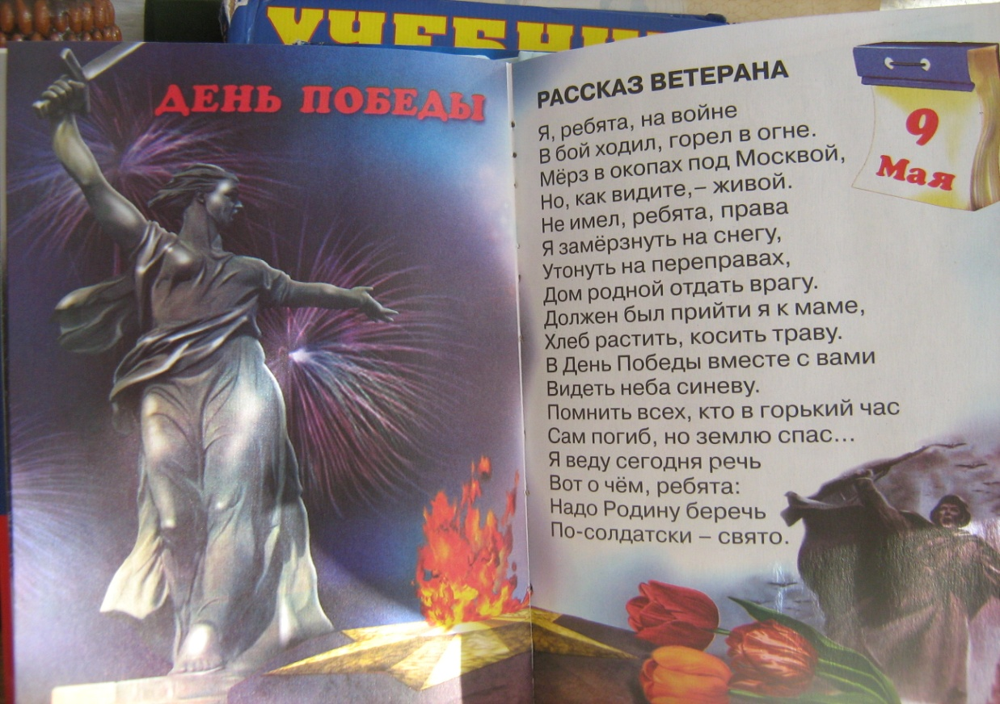 ДЕНЬ ПОБЕДЫ
РАССКАЗ ВЕТЕРАНА
Я, ребята, на войне
В бой ходил, горел в огне.
Мёрз в окопах под Москвой,
Но, как видите,– живой.
Не имел, ребята, права
Я замёрзнуть на снегу,
Утонуть на переправах,
Дом родной отдать врагу.
Должен был прийти я к маме,
Хлеб растить, косить траву.
В День Победы вместе с вами
Видеть неба синеву.
Помнить всех, кто в горький час
Сам погиб, но землю спас...
Я веду сегодня речь
Вот о чём, ребята:
Надо Родину беречь
По-солдатски – свято.
9
Мая